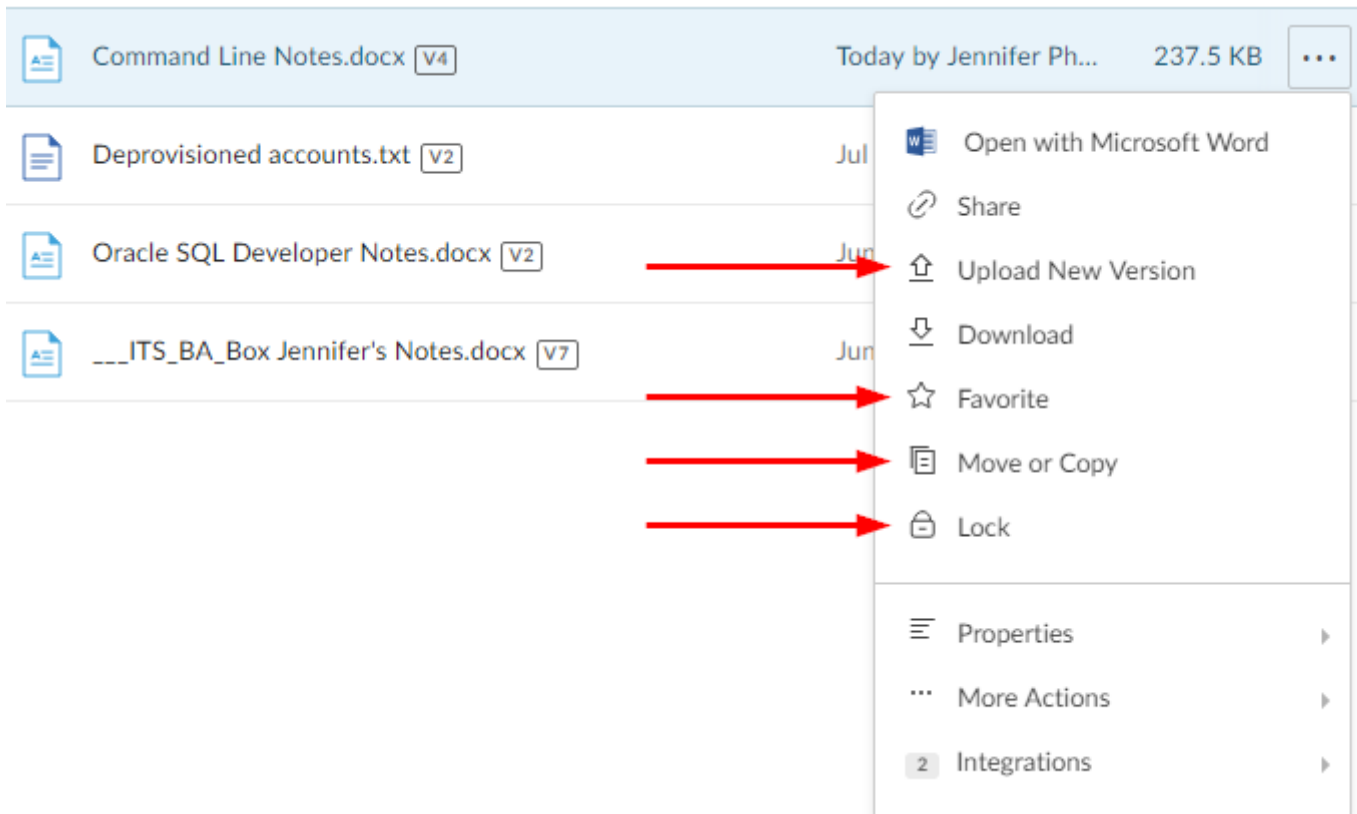 Command Line Notes.docx V4 Today by Jennifer Ph... 237.5 KB ...
Open with Microsoft Word
Deprovisioned accounts.txt V2 Jul
Share
Oracle SQL Developer Notes.docx V2 Jun
Upload New Version
Download
___ITS_BA_Box Jennifer's Notes.docx V7 Jun
Favorite
Move or Copy
Lock
Properties
More Actions
2 Integrations